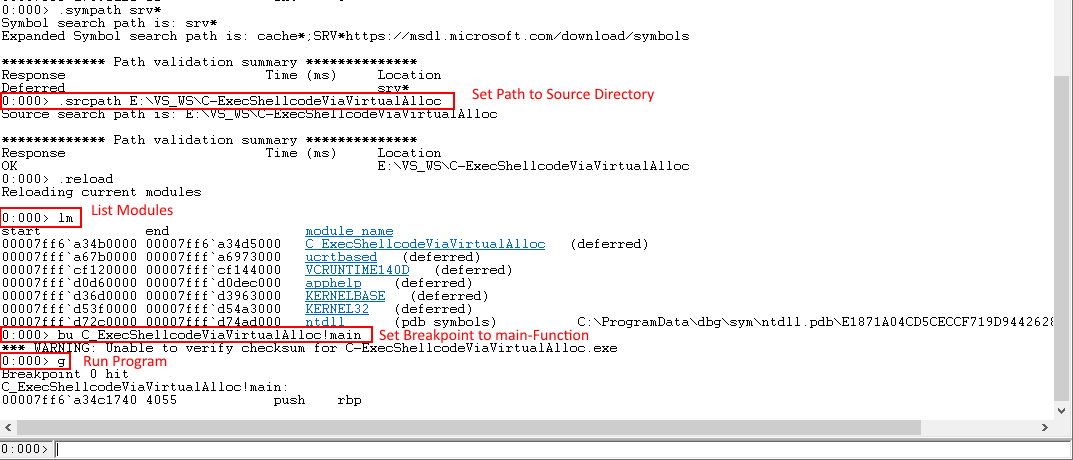 0:000> .sympath srv*
Symbol search path is: srv*
Expanded Symbol search path is: cache*;SRV*https://msdl.microsoft.com/download/symbols
************* Path validation summary **************
Response Time (ms) Location
Deferred srv*
0:000> .srcpath E:\VS_WS\C-ExecShellcodeViaVirtualAlloc Set Path to Source Directory
Source search path is: E:\VS_WS\C-ExecShellcodeViaVirtualAlloc
************* Path validation summary **************
Response Time (ms) Location
OK E:\VS_WS\C-ExecShellcodeViaVirtualAlloc
0:000> .reload
Reloading current modules
0:000> lm List Modules
start end module name
00007ff6`a34b0000 00007ff6`a34d5000 C_ExecShellcodeViaVirtualAlloc (deferred)
00007fff`a67b0000 00007fff`a6973000 ucrtbased (deferred)
00007fff`cf120000 00007fff`cf144000 VCRUNTIME140D (deferred)
00007fff`d0d60000 00007fff`d0dec000 apphelp (deferred)
00007fff`d36d0000 00007fff`d3963000 KERNELBASE (deferred)
00007fff`d53f0000 00007fff`d54a3000 KERNEL32 (deferred)
00007fff`d72c0000 00007fff`d74ad000 ntdll (pdb symbols) C:\ProgramData\dbg\sym\ntdll.pdb\E1871A04CD5CECCF719D9442628
0:000> bu C_ExecShellcodeViaVirtualAlloc!main Set Breakpoint to main-Function
*** WARNING: Unable to verify checksum for C-ExecShellcodeViaVirtualAlloc.exe
0:000> g Run Program
Breakpoint 0 hit
C_ExecShellcodeViaVirtualAlloc!main:
00007ff6`a34c1740 4055 push rbp
0:000>